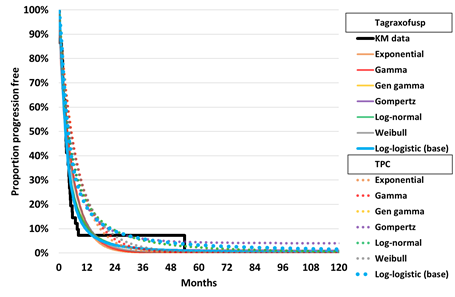 100%
90%
80%
70%
60%
50%
40%
30%
20%
10%
0%
Proportion progression free
0 12 24 36 48 60 72 84 96 108 120
Months
Tagraxofusp
KM data
Exponential
Gamma
Gen gamma
Gompertz
Log-normal
Weibull
Log-logistic (base)
TPC
Exponential
Gamma
Gen gamma
Gompertz
Log-normal
Weibull
Log-logistic (base)